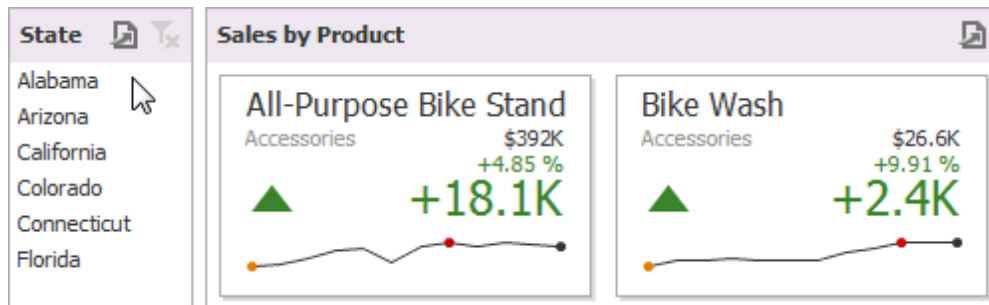 State
Alabama
Arizona
California
Colorado
Connecticut
Florida
Sales by Product
All-Purpose Bike Stand
Accessories
$392K
+4.85 %
+18.1K
Bike Wash
Accessories
$26.6K
+9.91 %
+2.4K